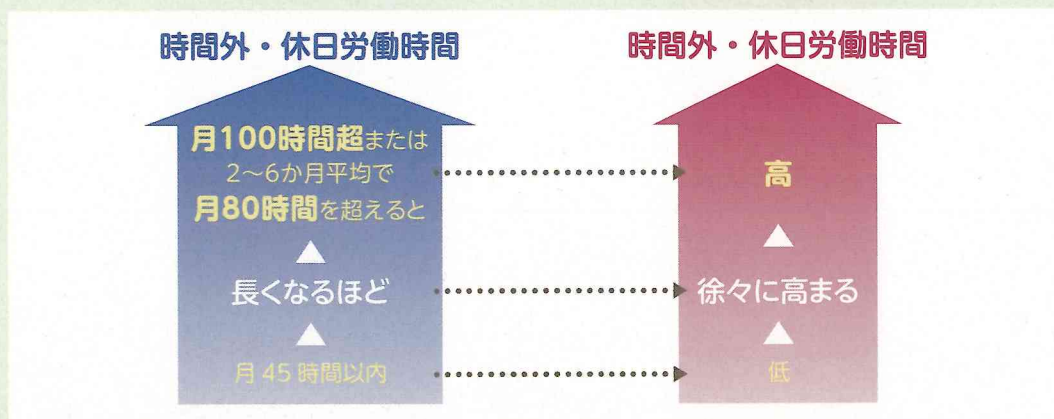 時間外・休日労働時間
月100時間超または
2〜6か月平均で
月80時間を超えると
長くなるほど
月45時間以内
時間外・休日労働時間
高
徐々に高まる
低